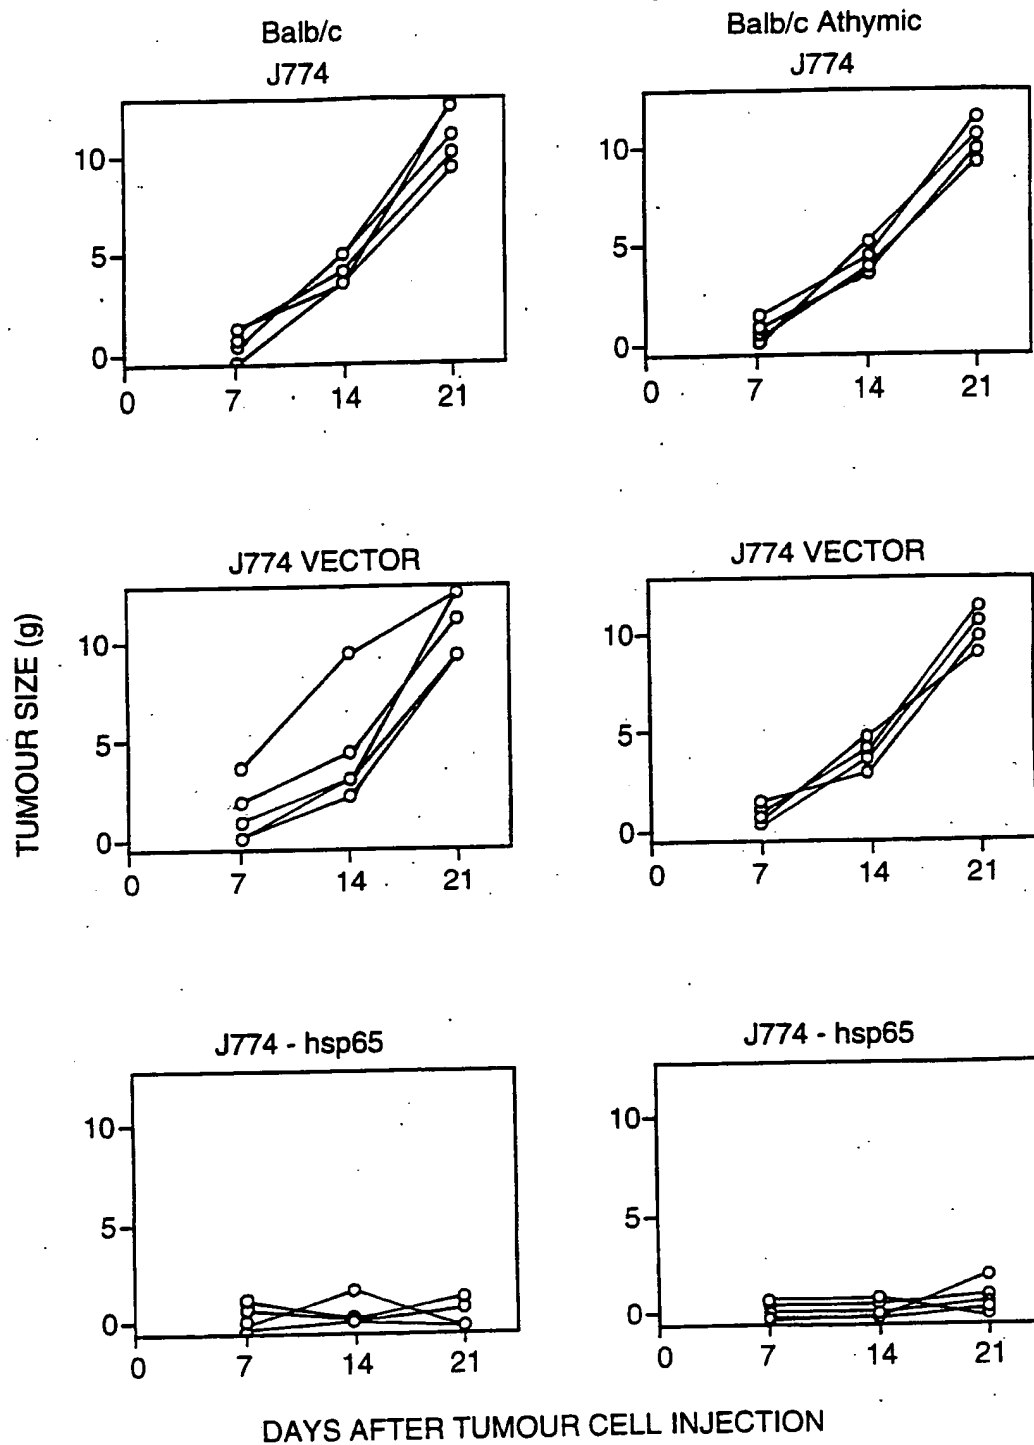 Balb/c
J774
10
5
0
0 7 14 21
Balb/c Athymic
J774
10
5
0
0 7 14 21
TUMOUR SIZE (g)
J774 VECTOR
10
5
0
0 7 14 21
J774 VECTOR
10
5
0
0 7 14 21
J774 - hsp65
10
5
0
0 7 14 21
J774 - hsp65
10
5
0
0 7 14 21
DAYS AFTER TUMOUR CELL INJECTION